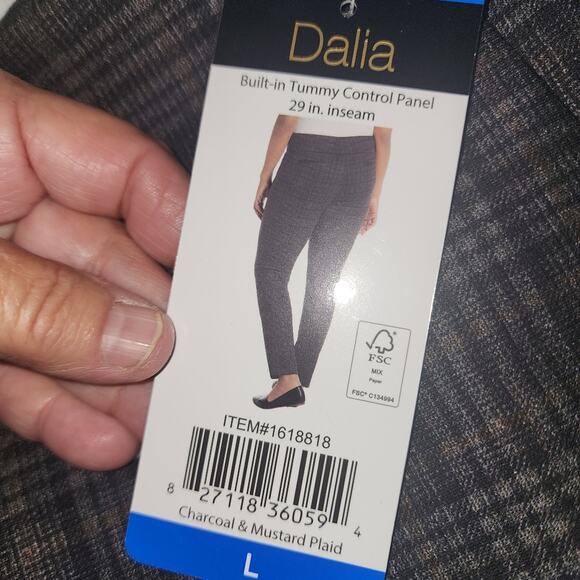 Dalia
Built-in Tummy Control Panel
29 in. inseam
FSC
MIX
Paper
FSC® C134994
ITEM#1618818
8 27118 36059 4
Charcoal & Mustard Plaid
L